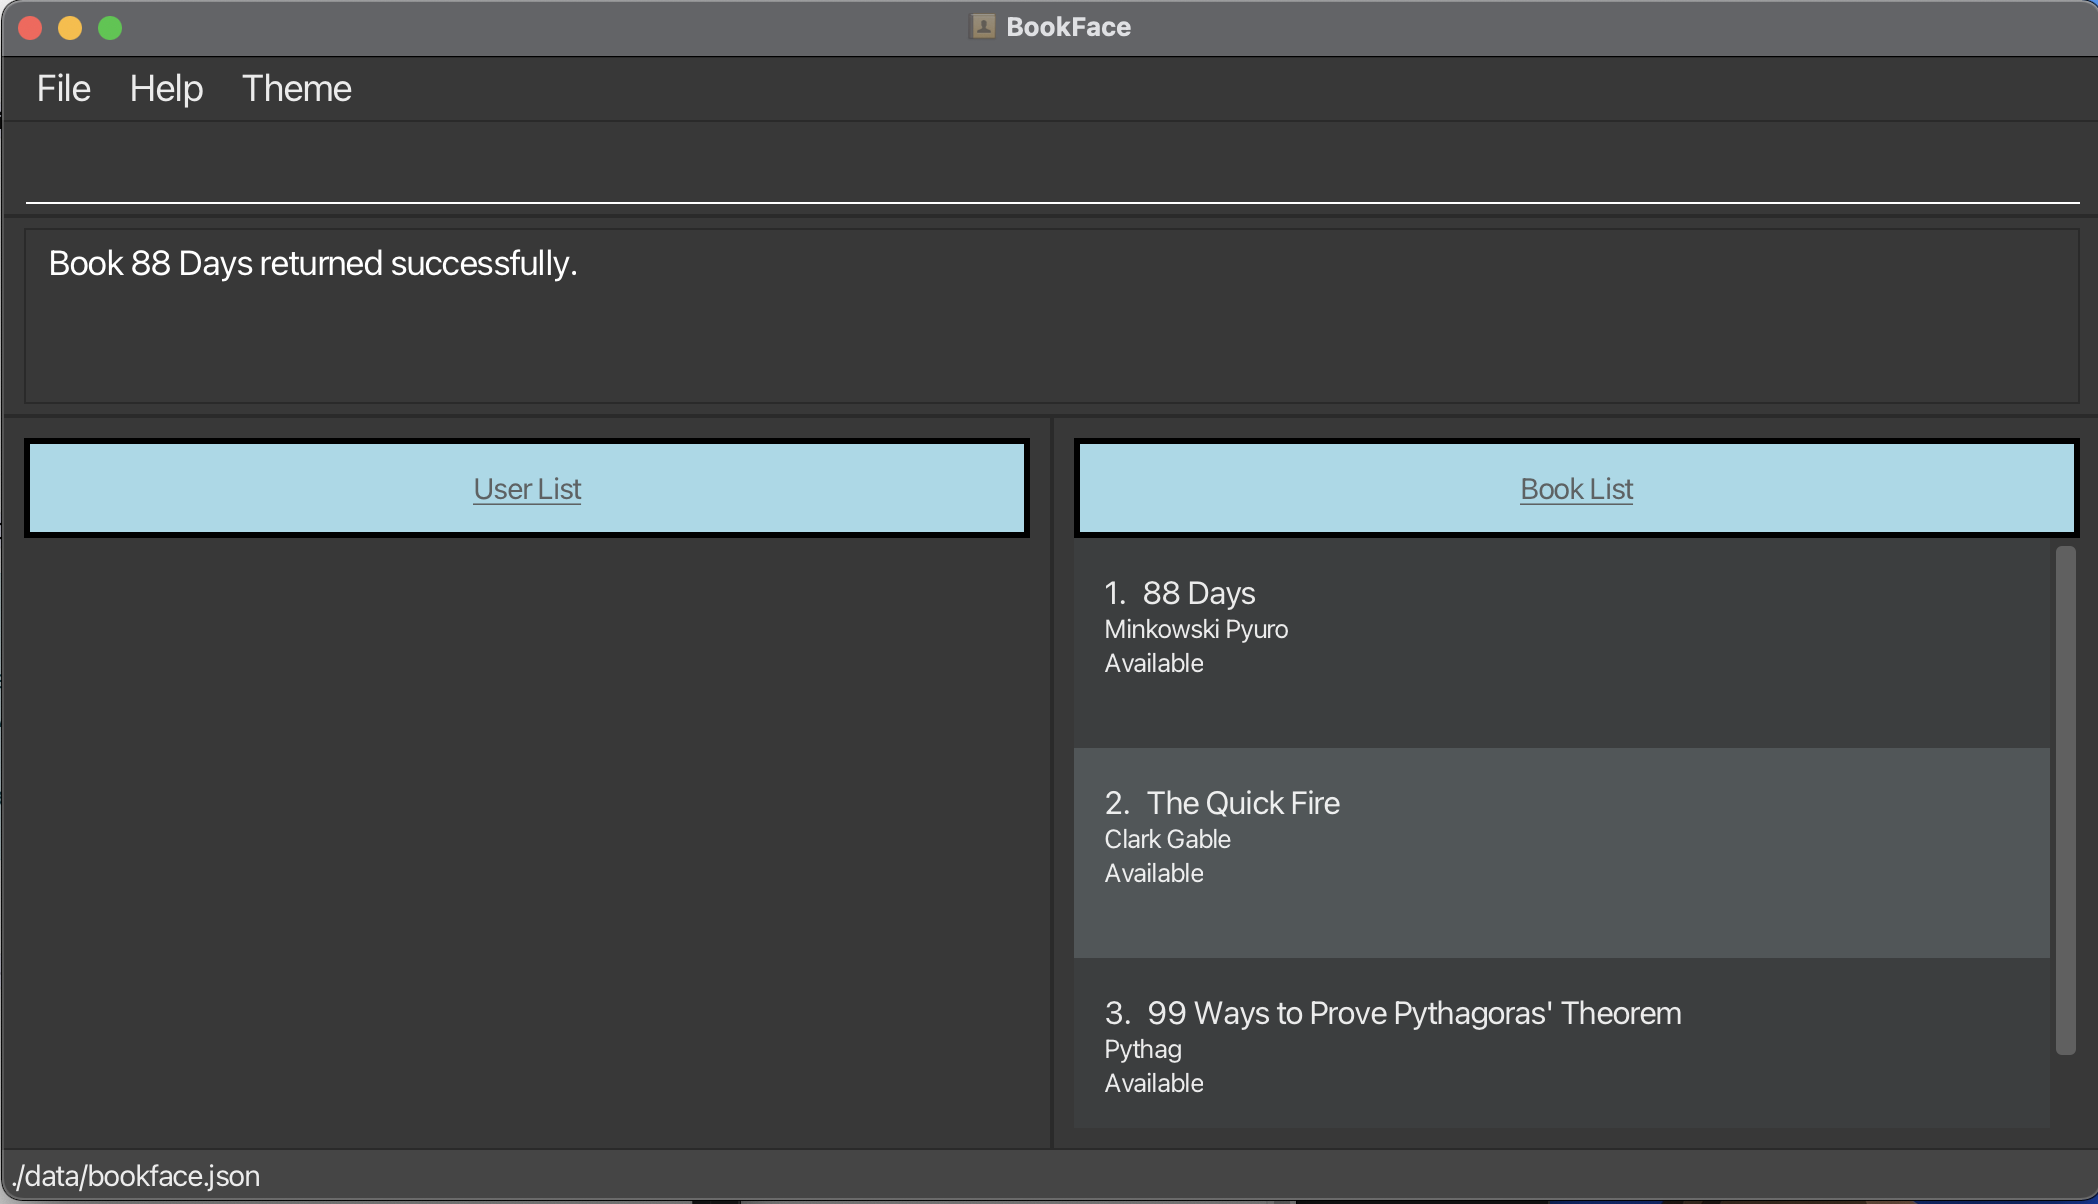 BookFace
File Help Theme
Book 88 Days returned successfully.
User List
Book List
1. 88 Days
Minkowski Pyuro
Available
2. The Quick Fire
Clark Gable
Available
3. 99 Ways to Prove Pythagoras' Theorem
Pythag
Available
./data/bookface.json